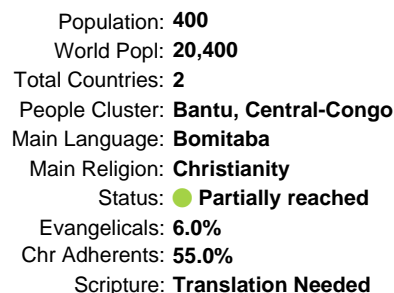 Population: 400
World Popl: 20,400
Total Countries: 2
People Cluster: Bantu, Central-Congo
Main Language: Bomitaba
Main Religion: Christianity
Status: Partially reached
Evangelicals: 6.0%
Chr Adherents: 55.0%
Scripture: Translation Needed